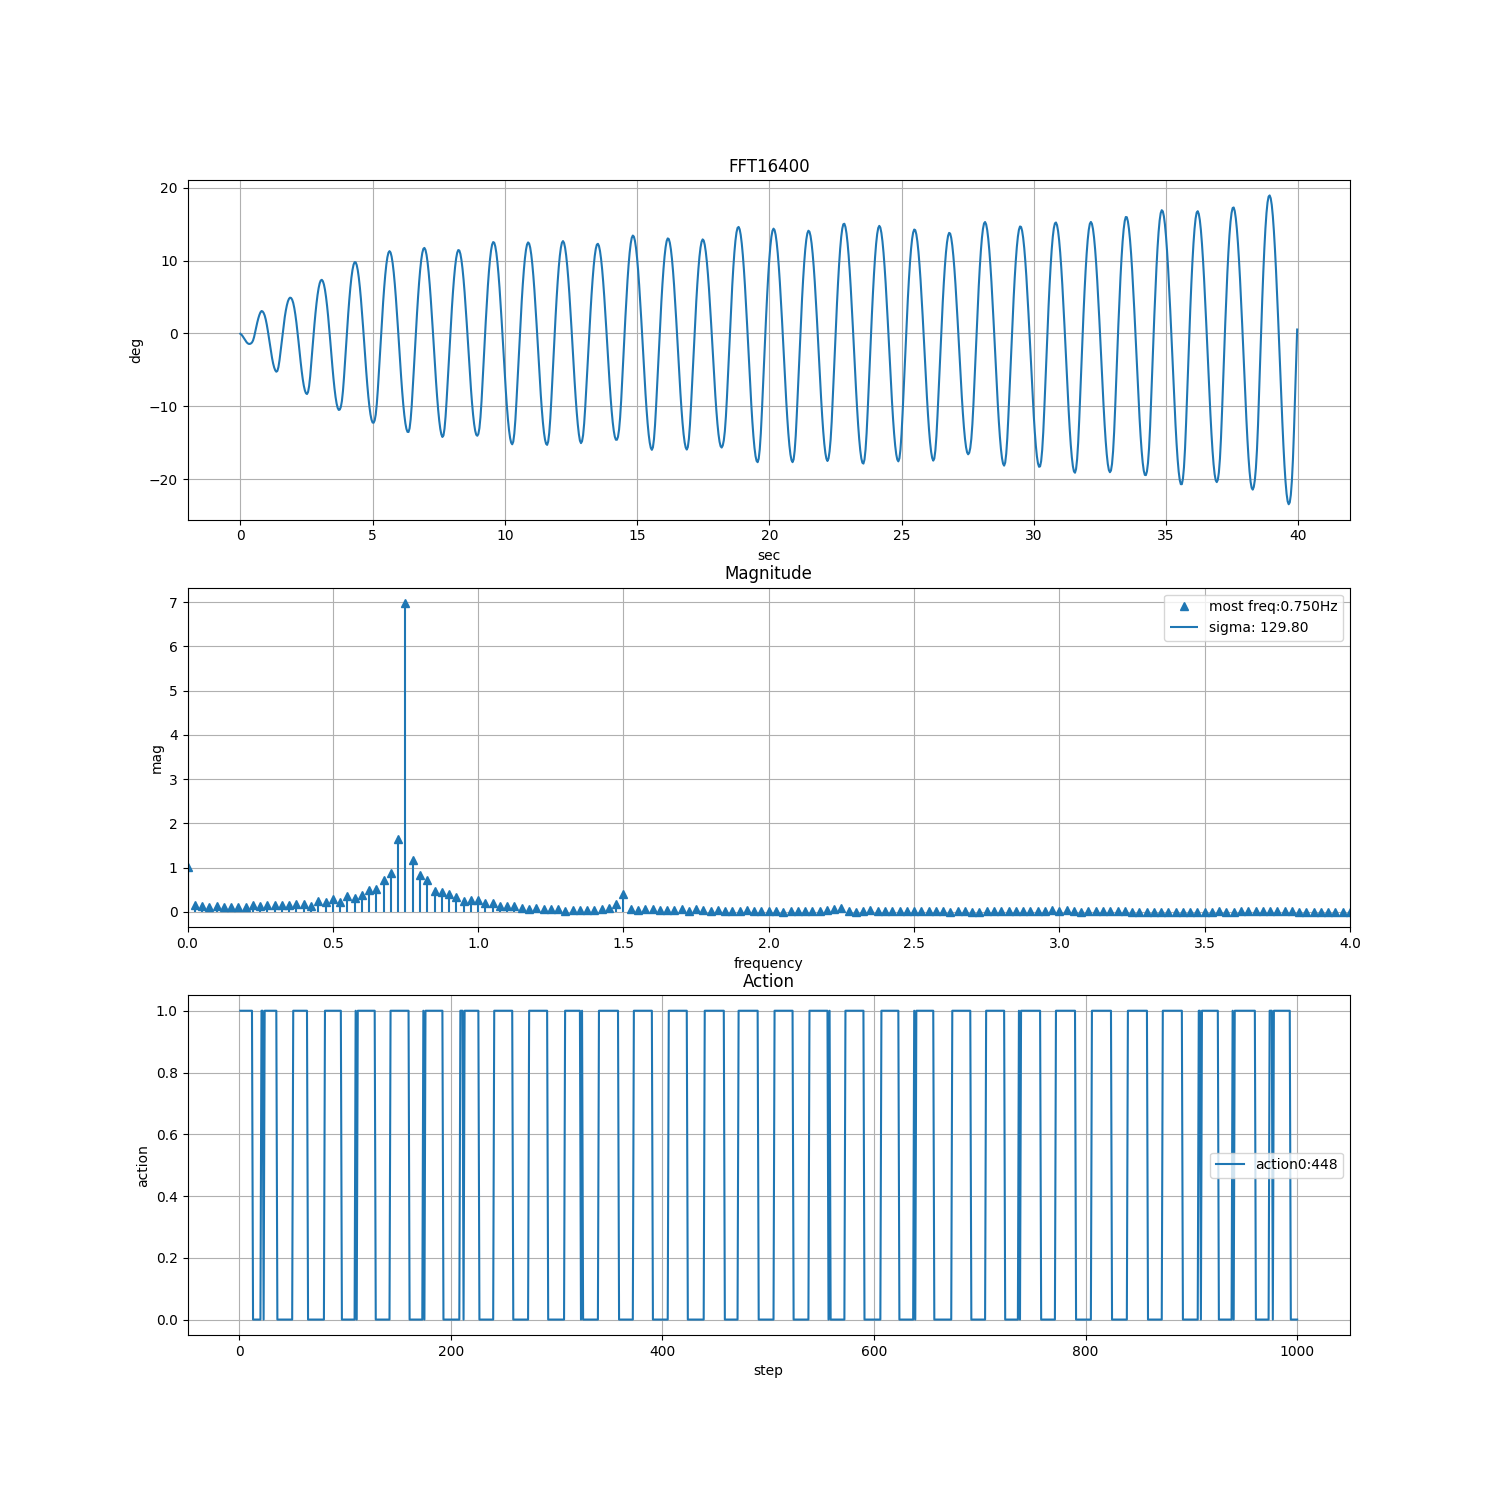 FFT16400
20
10
0
−10
−20
deg
0 5 10 15 20 25 30 35 40
sec
Magnitude
7
6
5
4
3
2
1
0
mag
most freq:0.750Hz
sigma: 129.80
0.0 0.5 1.0 1.5 2.0 2.5 3.0 3.5 4.0
frequency
Action
1.0
0.8
0.6
0.4
0.2
0.0
action
action0:448
0 200 400 600 800 1000
step